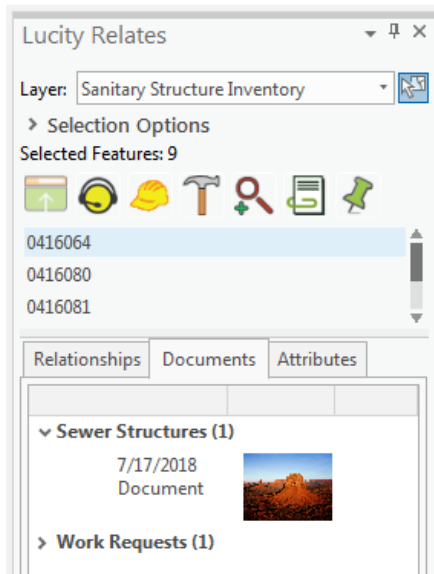 Lucity Relates
Layer: Sanitary Structure Inventory
Selection Options
Selected Features: 9
0416064
0416080
0416081
Relationships Documents Attributes
Sewer Structures (1)
7/17/2018
Document
Work Requests (1)